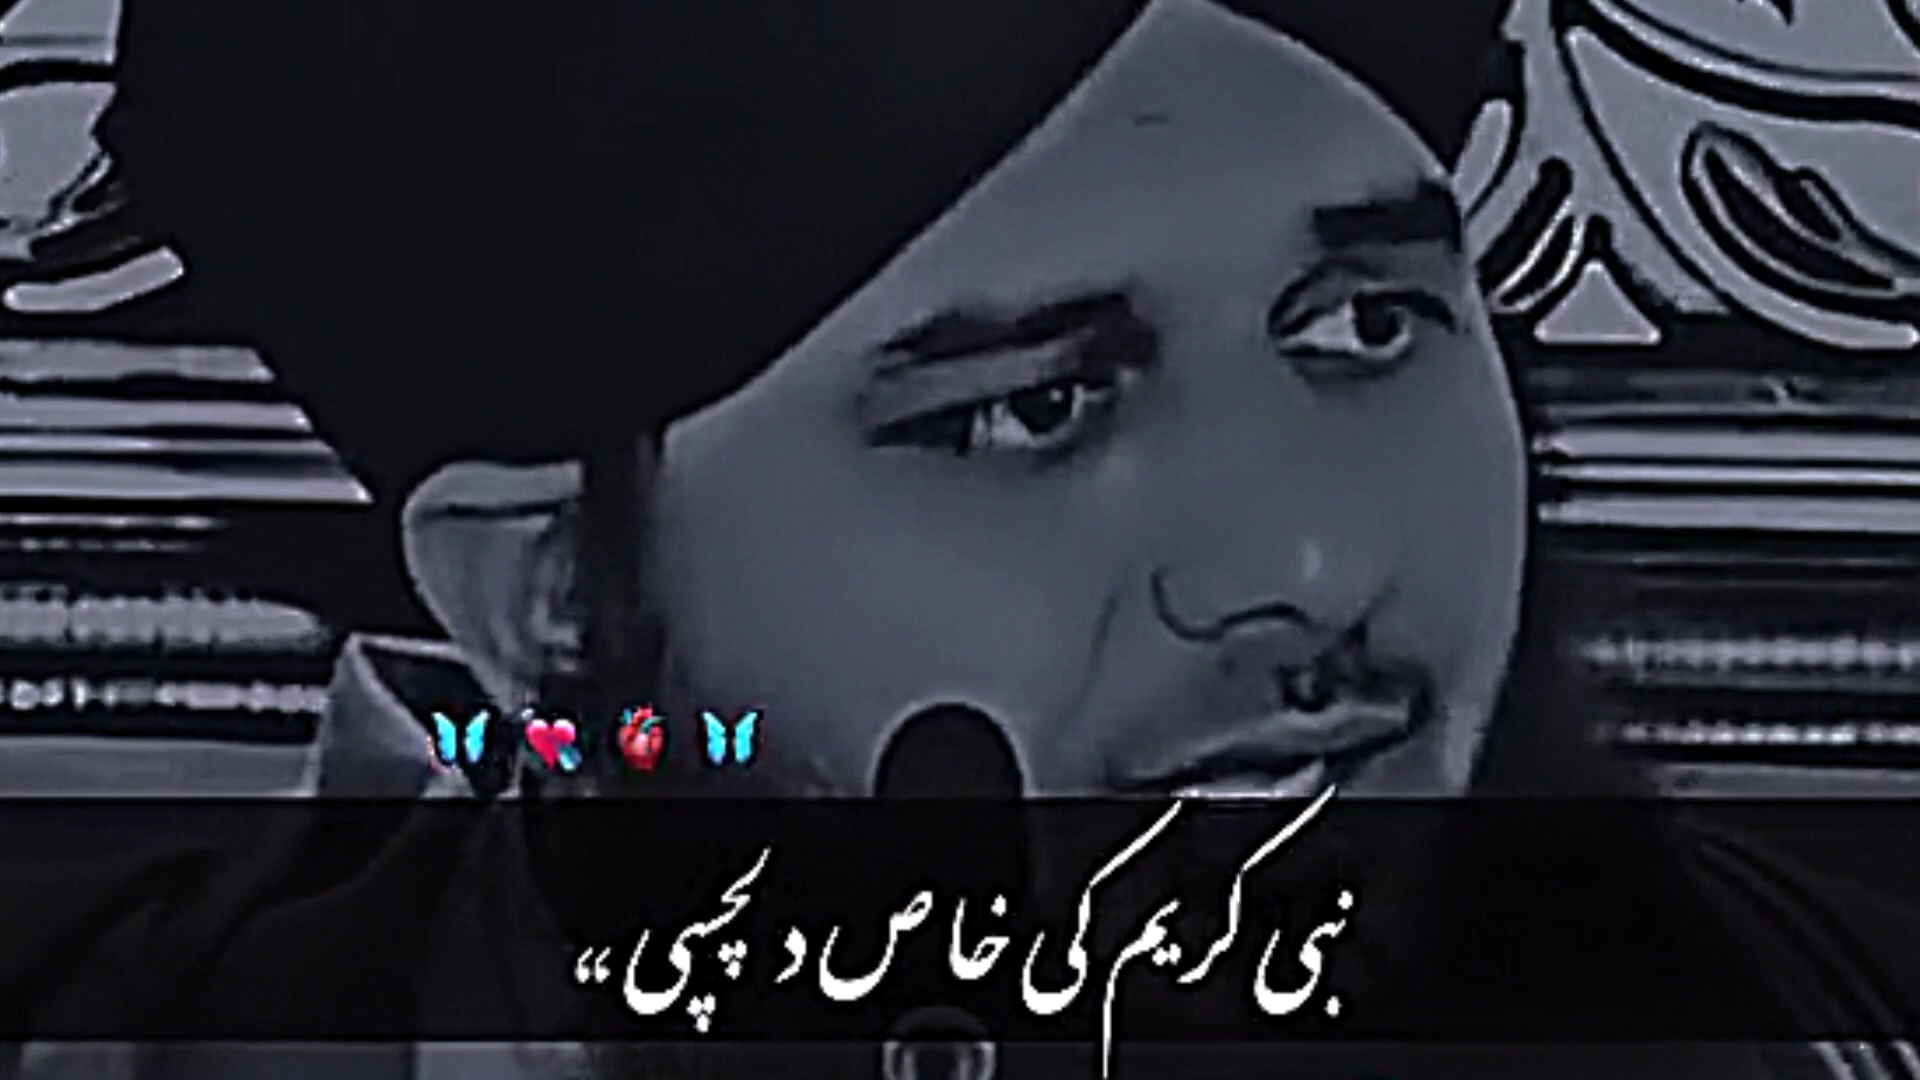 🦋 💘 🫀 🦋
نبی کریم کی خاص دلچسپی،،